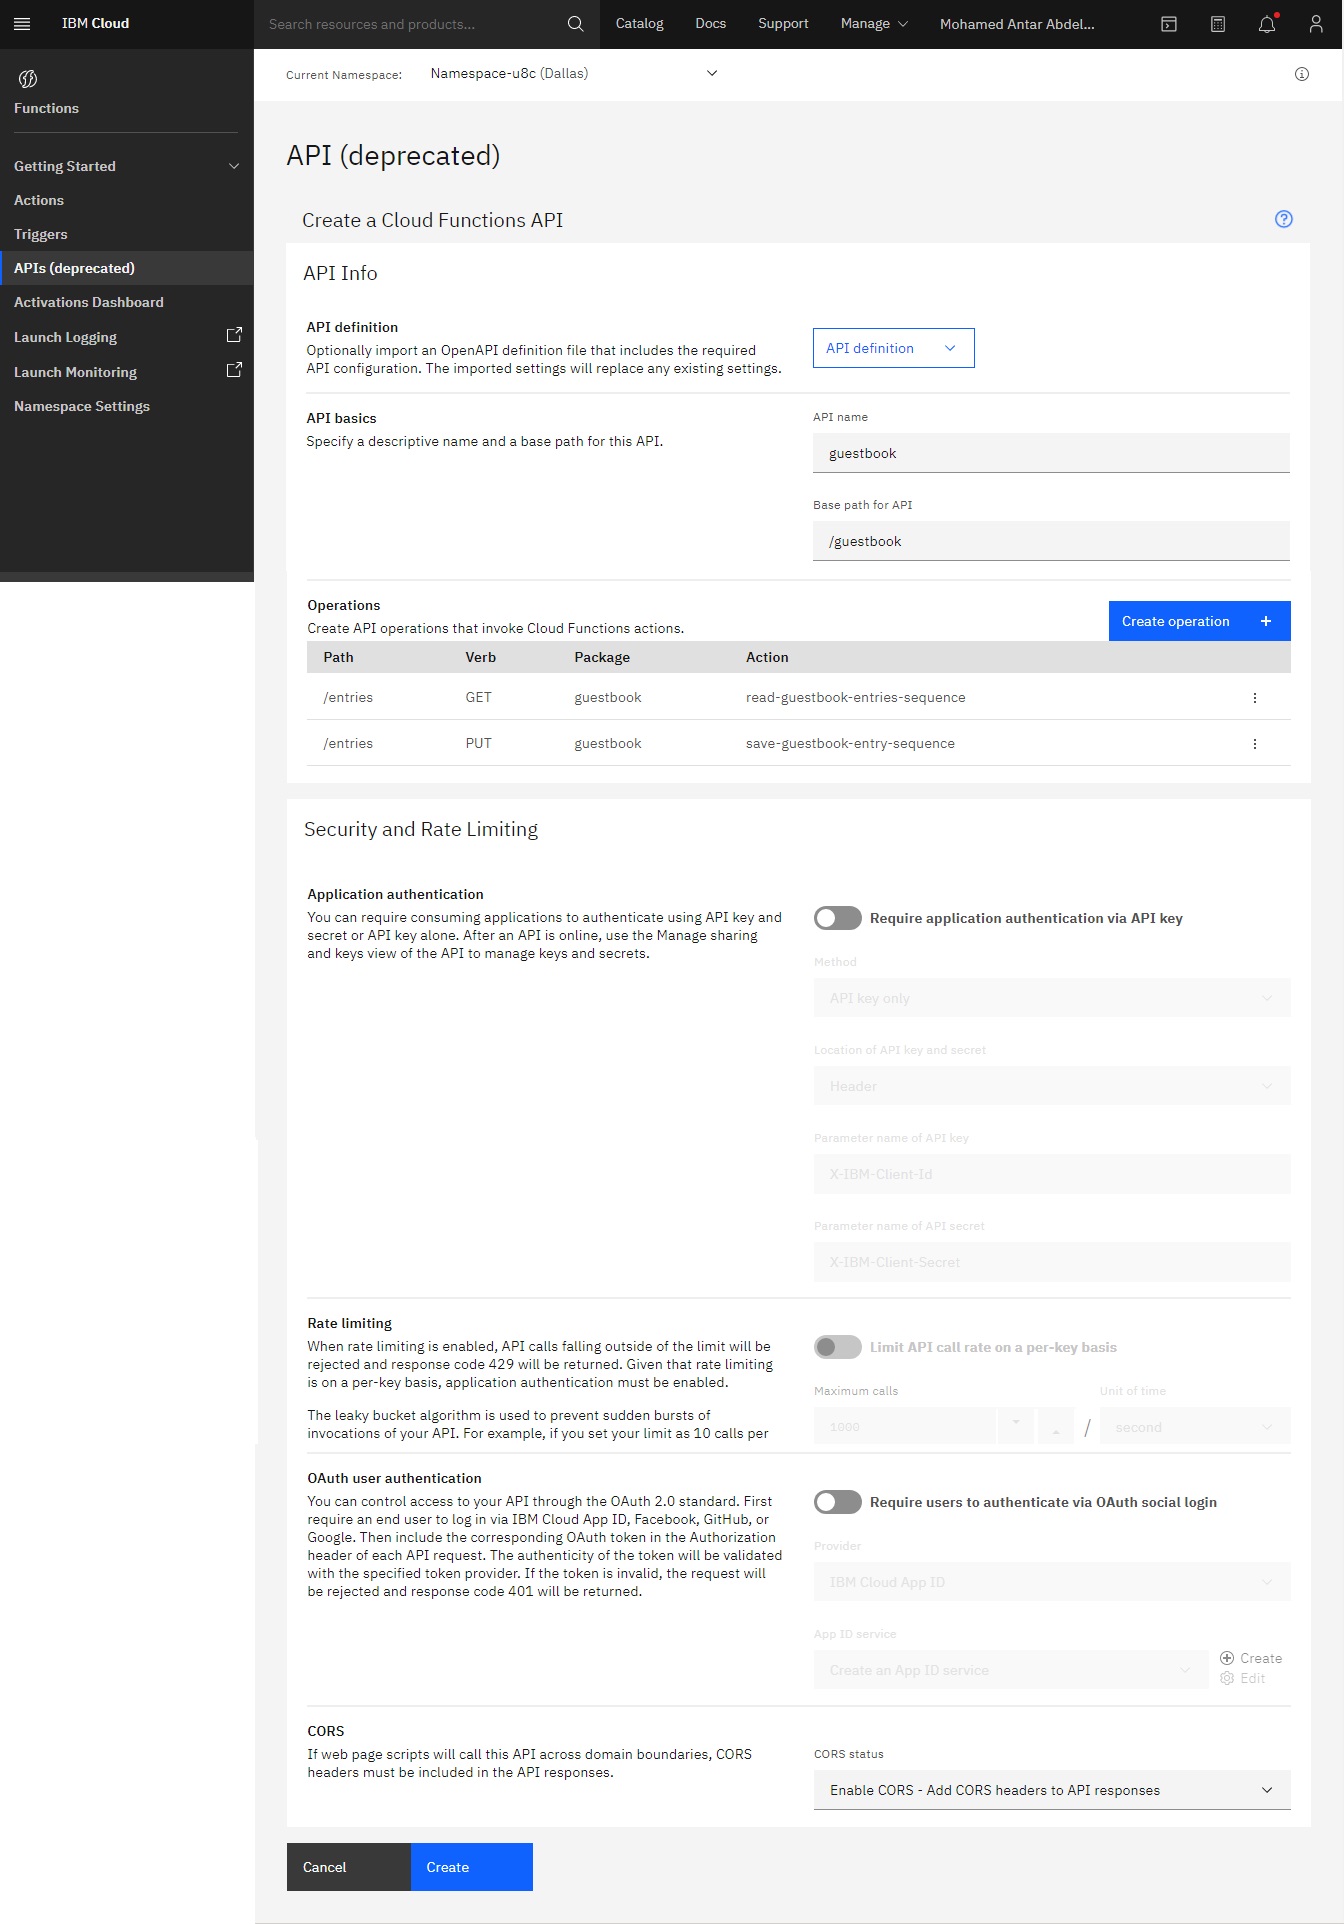 IBM Cloud
Search resources and products...
Catalog
Docs
Support
Manage
Mohamed Antar Abdel...
Functions
Getting Started
Actions
Triggers
APIs (deprecated)
Activations Dashboard
Launch Logging
Launch Monitoring
Namespace Settings
Current Namespace:
Namespace-u8c (Dallas)
API (deprecated)
Create a Cloud Functions API
API Info
API definition
Optionally import an OpenAPI definition file that includes the required
API configuration. The imported settings will replace any existing settings.
API definition
API basics
Specify a descriptive name and a base path for this API.
API name
guestbook
Base path for API
/guestbook
Operations
Create API operations that invoke Cloud Functions actions.
Create operation +
Path Verb Package Action
/entries GET guestbook read-guestbook-entries-sequence
/entries PUT guestbook save-guestbook-entry-sequence
Security and Rate Limiting
Application authentication
You can require consuming applications to authenticate using API key and
secret or API key alone. After an API is online, use the Manage sharing
and keys view of the API to manage keys and secrets.
Require application authentication via API key
Method
API key only
Location of API key and secret
Header
Parameter name of API key
X-IBM-Client-Id
Parameter name of API secret
X-IBM-Client-Secret
Rate limiting
When rate limiting is enabled, API calls falling outside of the limit will be
rejected and response code 429 will be returned. Given that rate limiting
is on a per-key basis, application authentication must be enabled.
The leaky bucket algorithm is used to prevent sudden bursts of
invocations of your API. For example, if you set your limit as 10 calls per
Limit API call rate on a per-key basis
Maximum calls
Unit of time
1000
/
second
OAuth user authentication
You can control access to your API through the OAuth 2.0 standard. First
require an end user to log in via IBM Cloud App ID, Facebook, GitHub, or
Google. Then include the corresponding OAuth token in the Authorization
header of each API request. The authenticity of the token will be validated
with the specified token provider. If the token is invalid, the request will
be rejected and response code 401 will be returned.
Require users to authenticate via OAuth social login
Provider
IBM Cloud App ID
App ID service
Create an App ID service
Create
Edit
CORS
If web page scripts will call this API across domain boundaries, CORS
headers must be included in the API responses.
CORS status
Enable CORS - Add CORS headers to API responses
Cancel
Create